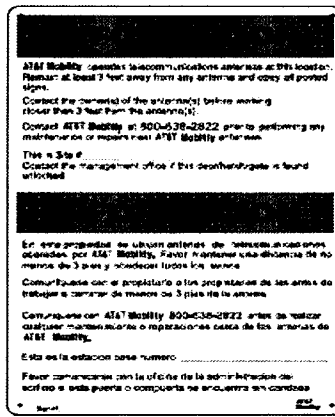 AT&T Mobility operates telecommunications antennas at this location.
Remain at least 3 feet away from any antenna and obey all posted
signs.
Contact the owner(s) of the antenna(s) before working
closer than 3 feet from the antenna(s).
Contact AT&T Mobility at 800-638-2822 prior to performing any
maintenance or repairs near AT&T Mobility antennas.
This is Site #
Contact the management office if this door/hatch/gate is found
unlocked.
En esta propiedad se ubican antenas de telecomunicaciones
operadas por AT&T Mobility. Favor mantener una distancia de no
menos de 3 pies y obedecer todos los avisos.
Comuníquese con el propietario o los propietarios de las antenas antes de
trabajar o caminar de menos de 3 pies de la antena.
Comuníquese con AT&T Mobility 800-638-2822 antes de realizar
cualquier mantenimiento o reparaciones cerca de las antenas de
AT&T Mobility.
Esta es la estación base numero
Favor comunicarse con la oficina de la administración del
edificio si esta puerta o compuerta se encuentra sin candado.